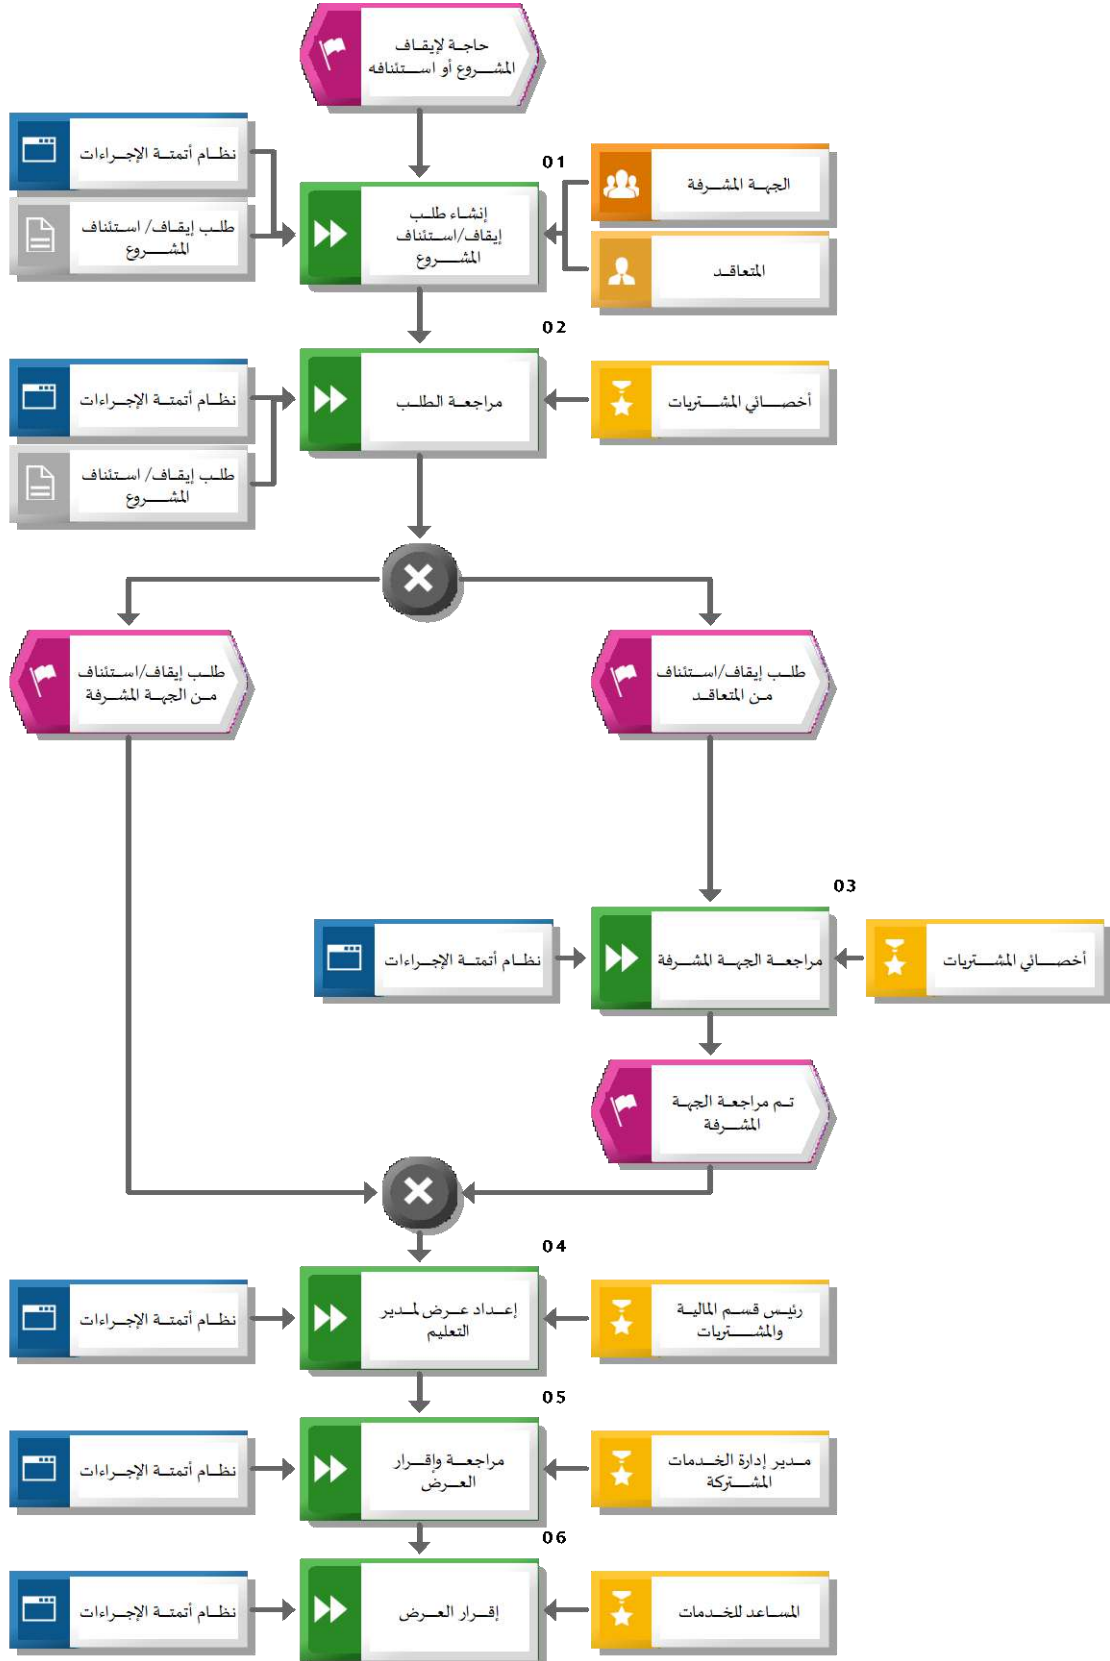 حاجة لإيقاف
المشروع أو استئنافه
01
الجهة المشرفة
المتعاقد
إنشاء طلب
إيقاف/استئناف
المشروع
نظام أتمتة الإجراءات
طلب إيقاف/ استئناف
المشروع
02
أخصائي المشتريات
مراجعة الطلب
نظام أتمتة الإجراءات
طلب إيقاف/ استئناف
المشروع
طلب إيقاف/استئناف
من المتعاقد
طلب إيقاف/استئناف
من الجهة المشرفة
03
أخصائي المشتريات
مراجعة الجهة المشرفة
نظام أتمتة الإجراءات
تم مراجعة الجهة
المشرفة
04
رئيس قسم المالية
والمشتريات
إعداد عرض لمدير
التعليم
نظام أتمتة الإجراءات
05
مدير إدارة الخدمات
المشتركة
مراجعة وإقرار
العرض
نظام أتمتة الإجراءات
06
المساعد للخدمات
إقرار العرض
نظام أتمتة الإجراءات